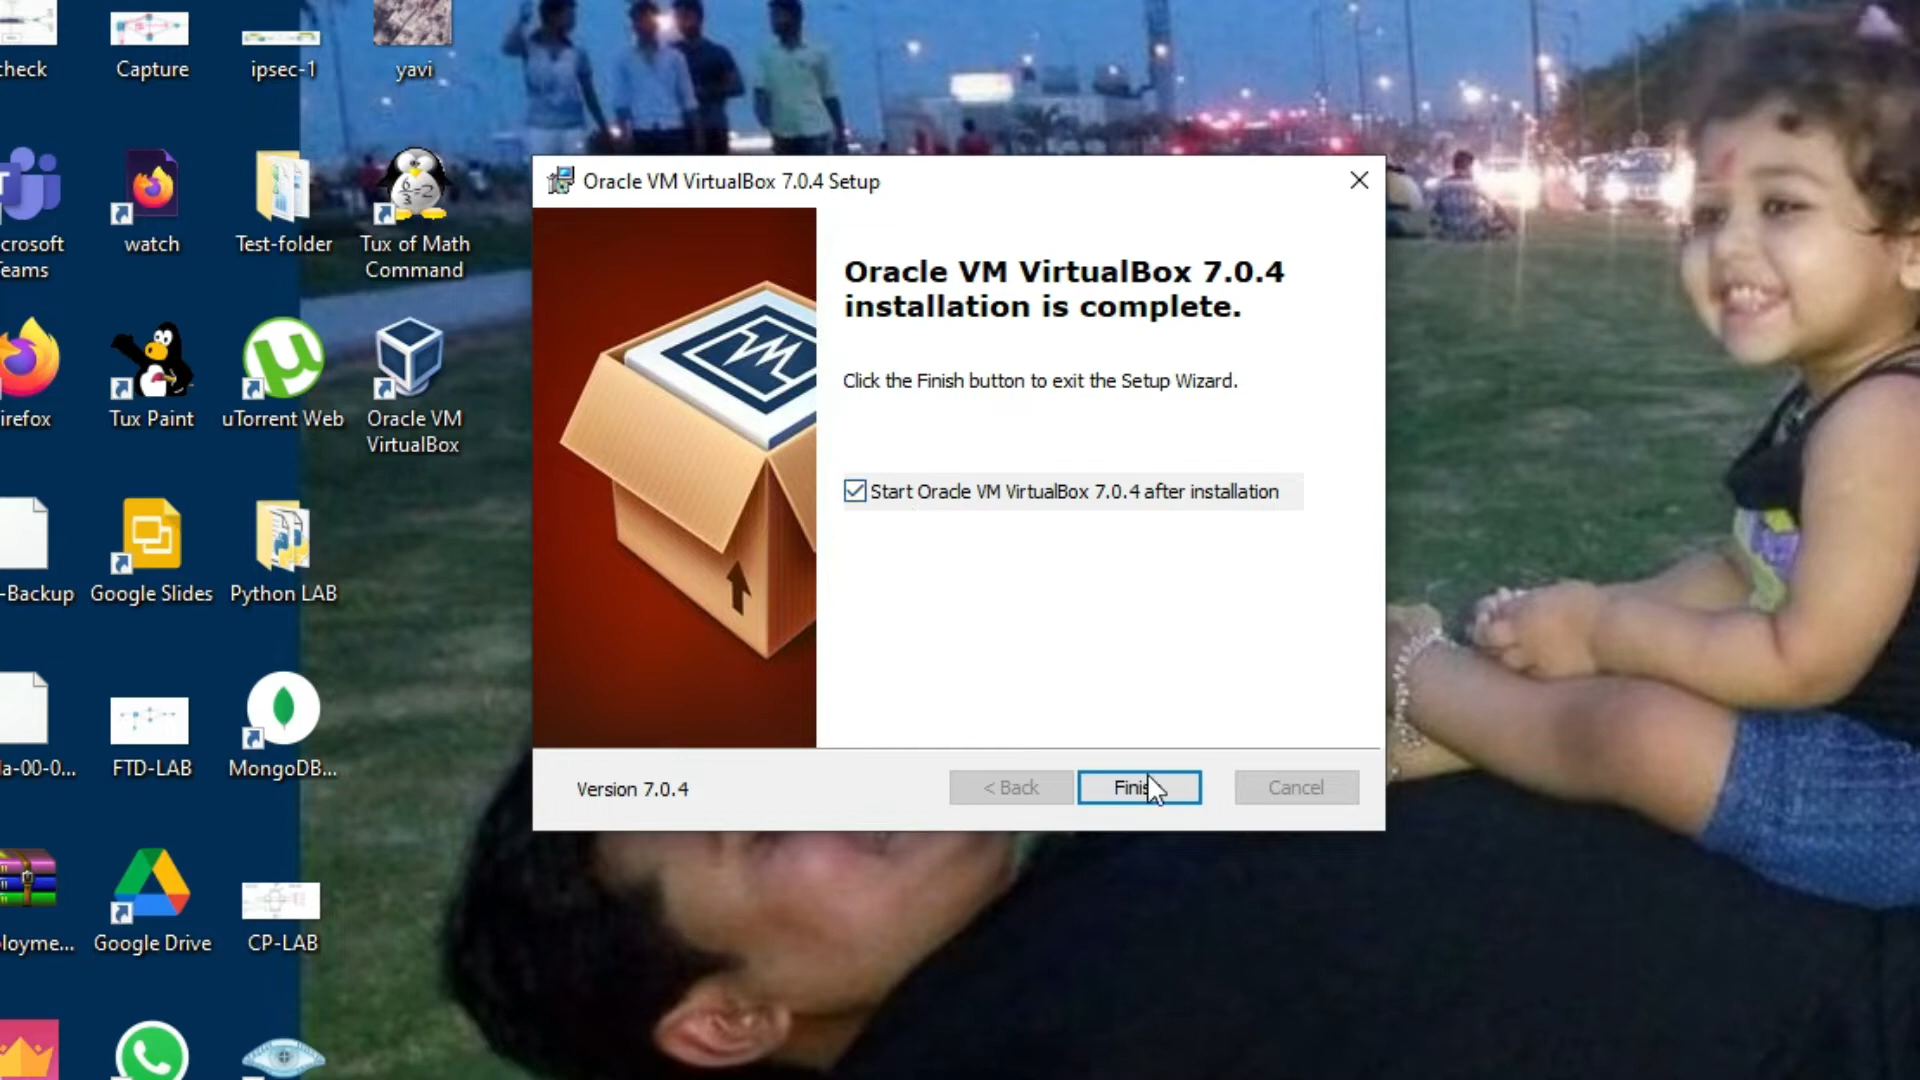 check
Capture
ipsec-1
yavi
crosoft
Teams
watch
Test-folder
Tux of Math
Command
irefox
Tux Paint
uTorrent Web
Oracle VM
VirtualBox
-Backup
Google Slides
Python LAB
la-00-0...
FTD-LAB
MongoDB...
loyme...
Google Drive
CP-LAB
Oracle VM VirtualBox 7.0.4 Setup
Oracle VM VirtualBox 7.0.4
installation is complete.
Click the Finish button to exit the Setup Wizard.
Start Oracle VM VirtualBox 7.0.4 after installation
Version 7.0.4
< Back
Finis
Cancel